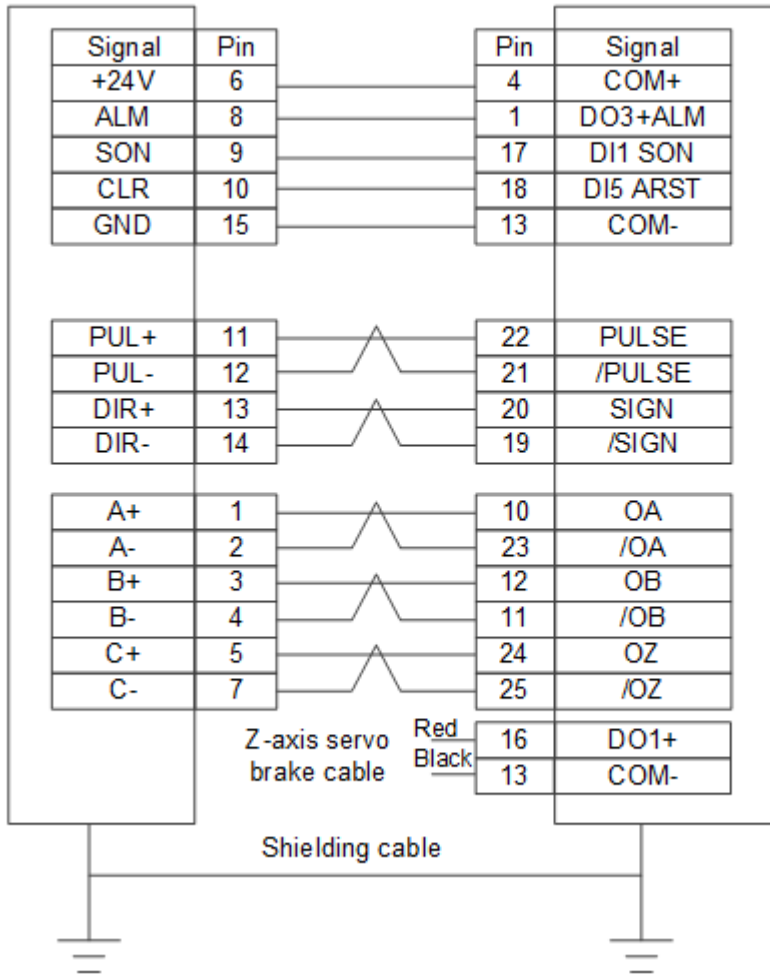 Signal Pin Pin Signal
+24V 6 4 COM+
ALM 8 1 DO3+ALM
SON 9 17 DI1 SON
CLR 10 18 DI5 ARST
GND 15 13 COM-
PUL+ 11 22 PULSE
PUL- 12 21 /PULSE
DIR+ 13 20 SIGN
DIR- 14 19 /SIGN
A+ 1 10 OA
A- 2 23 /OA
B+ 3 12 OB
B- 4 11 /OB
C+ 5 24 OZ
C- 7 25 /OZ
Z-axis servo Red 16 DO1+
brake cable Black 13 COM-
Shielding cable